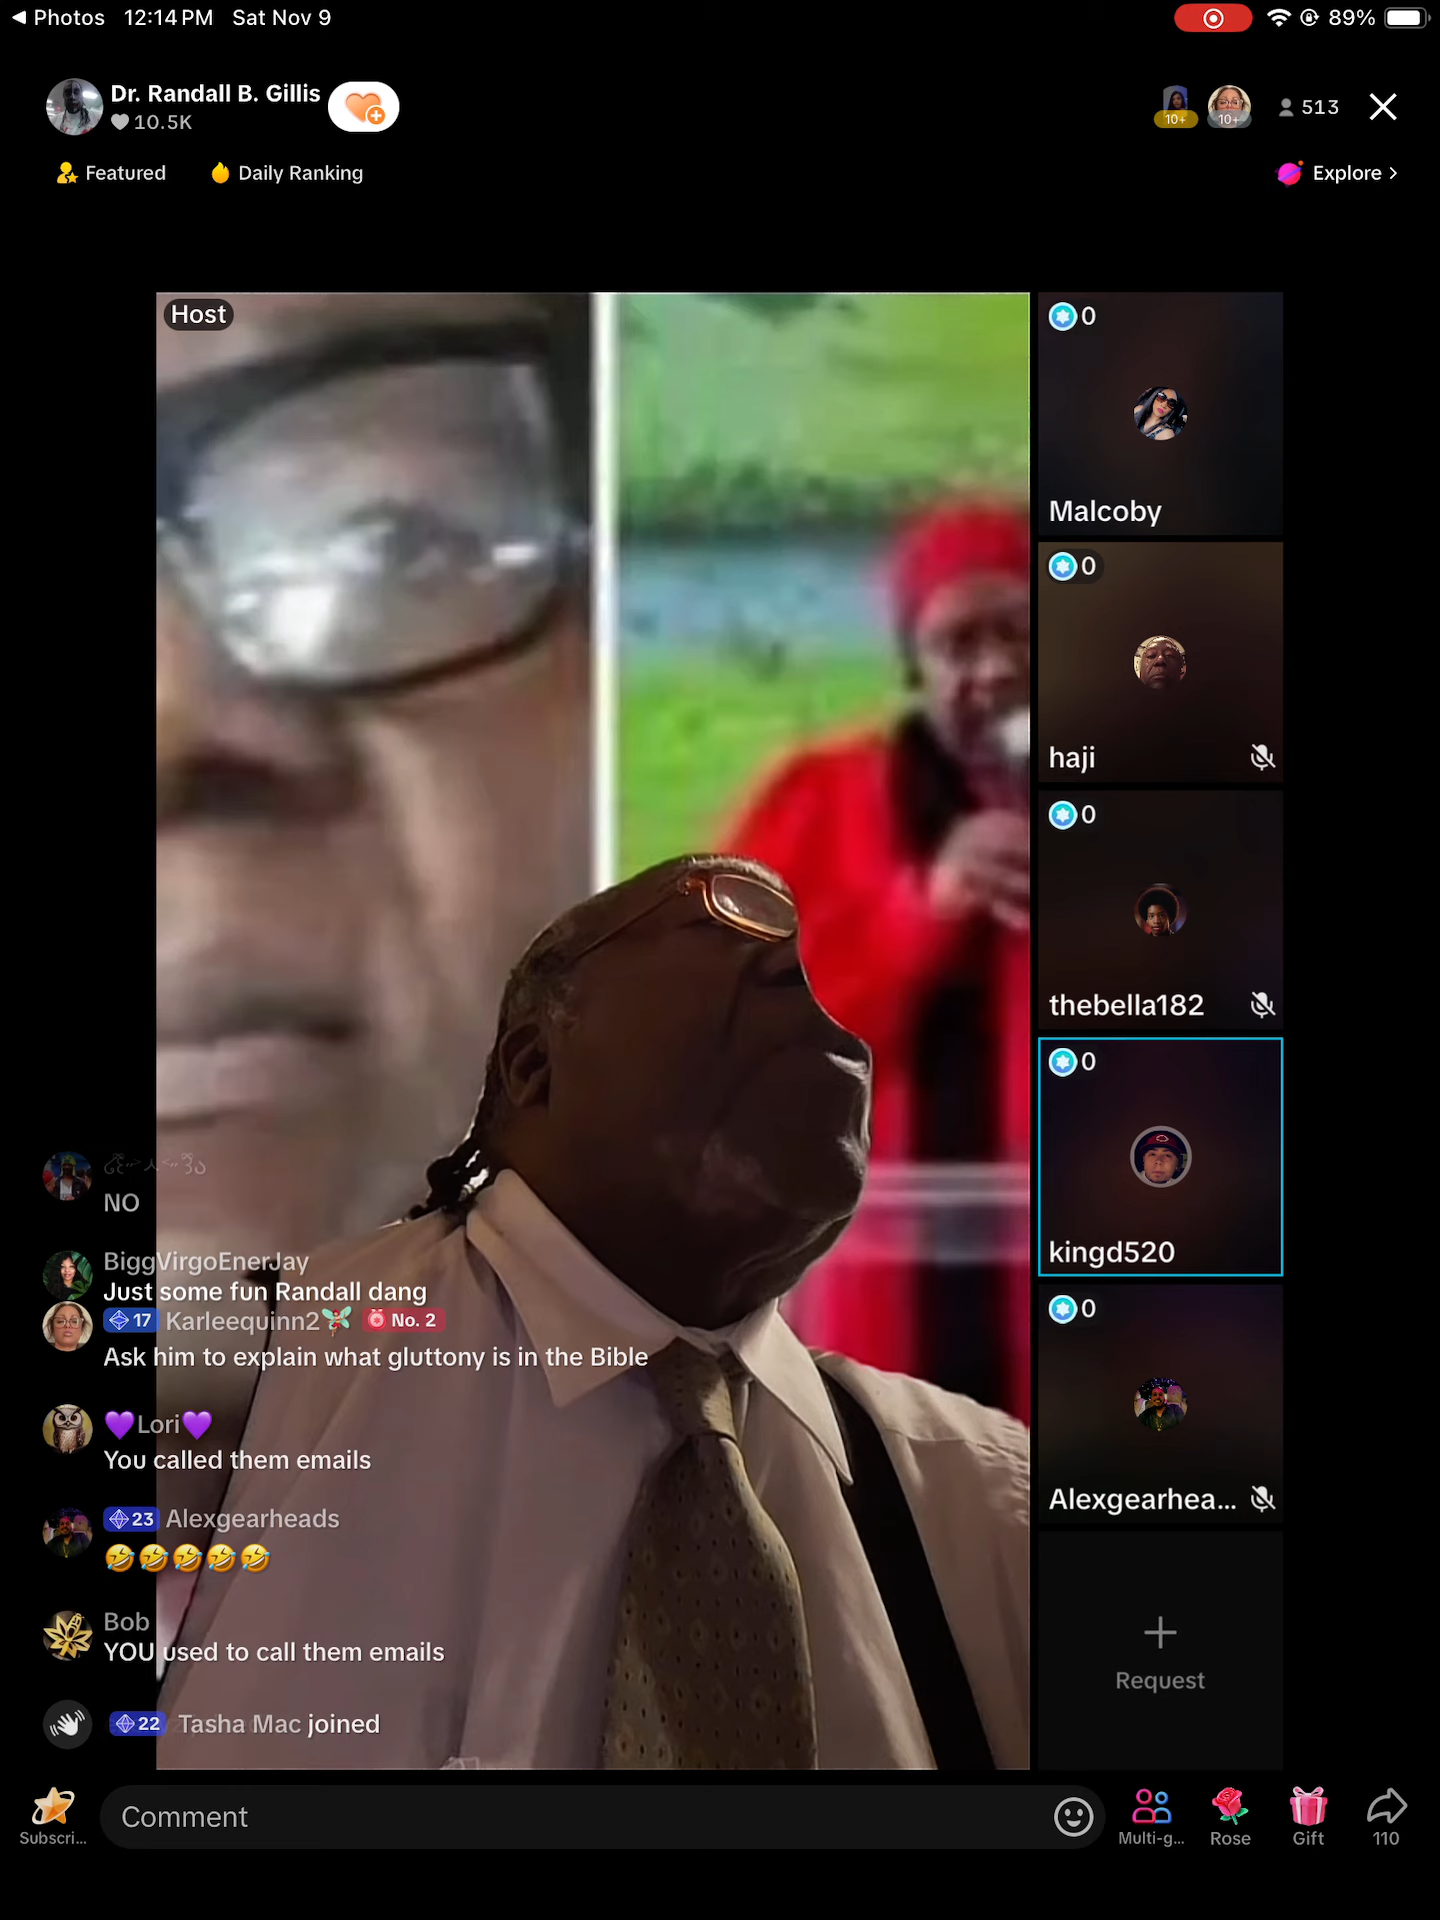 Photos 12:14 PM Sat Nov 9 89%
Dr. Randall B. Gillis
10.5K
10+ 10+ 513
Featured Daily Ranking Explore
Host
0
Malcoby
0
haji
0
thebella182
0
kingd520
0
Alexgearhea...
Request
NO
BiggVirgoEnerJay
Just some fun Randall dang
17 Karleequinn2 No. 2
Ask him to explain what gluttony is in the Bible
Lori
You called them emails
23 Alexgearheads
🤣🤣🤣🤣🤣
Bob
YOU used to call them emails
22 Tasha Mac joined
Subscri... Comment Multi-g... Rose Gift 110